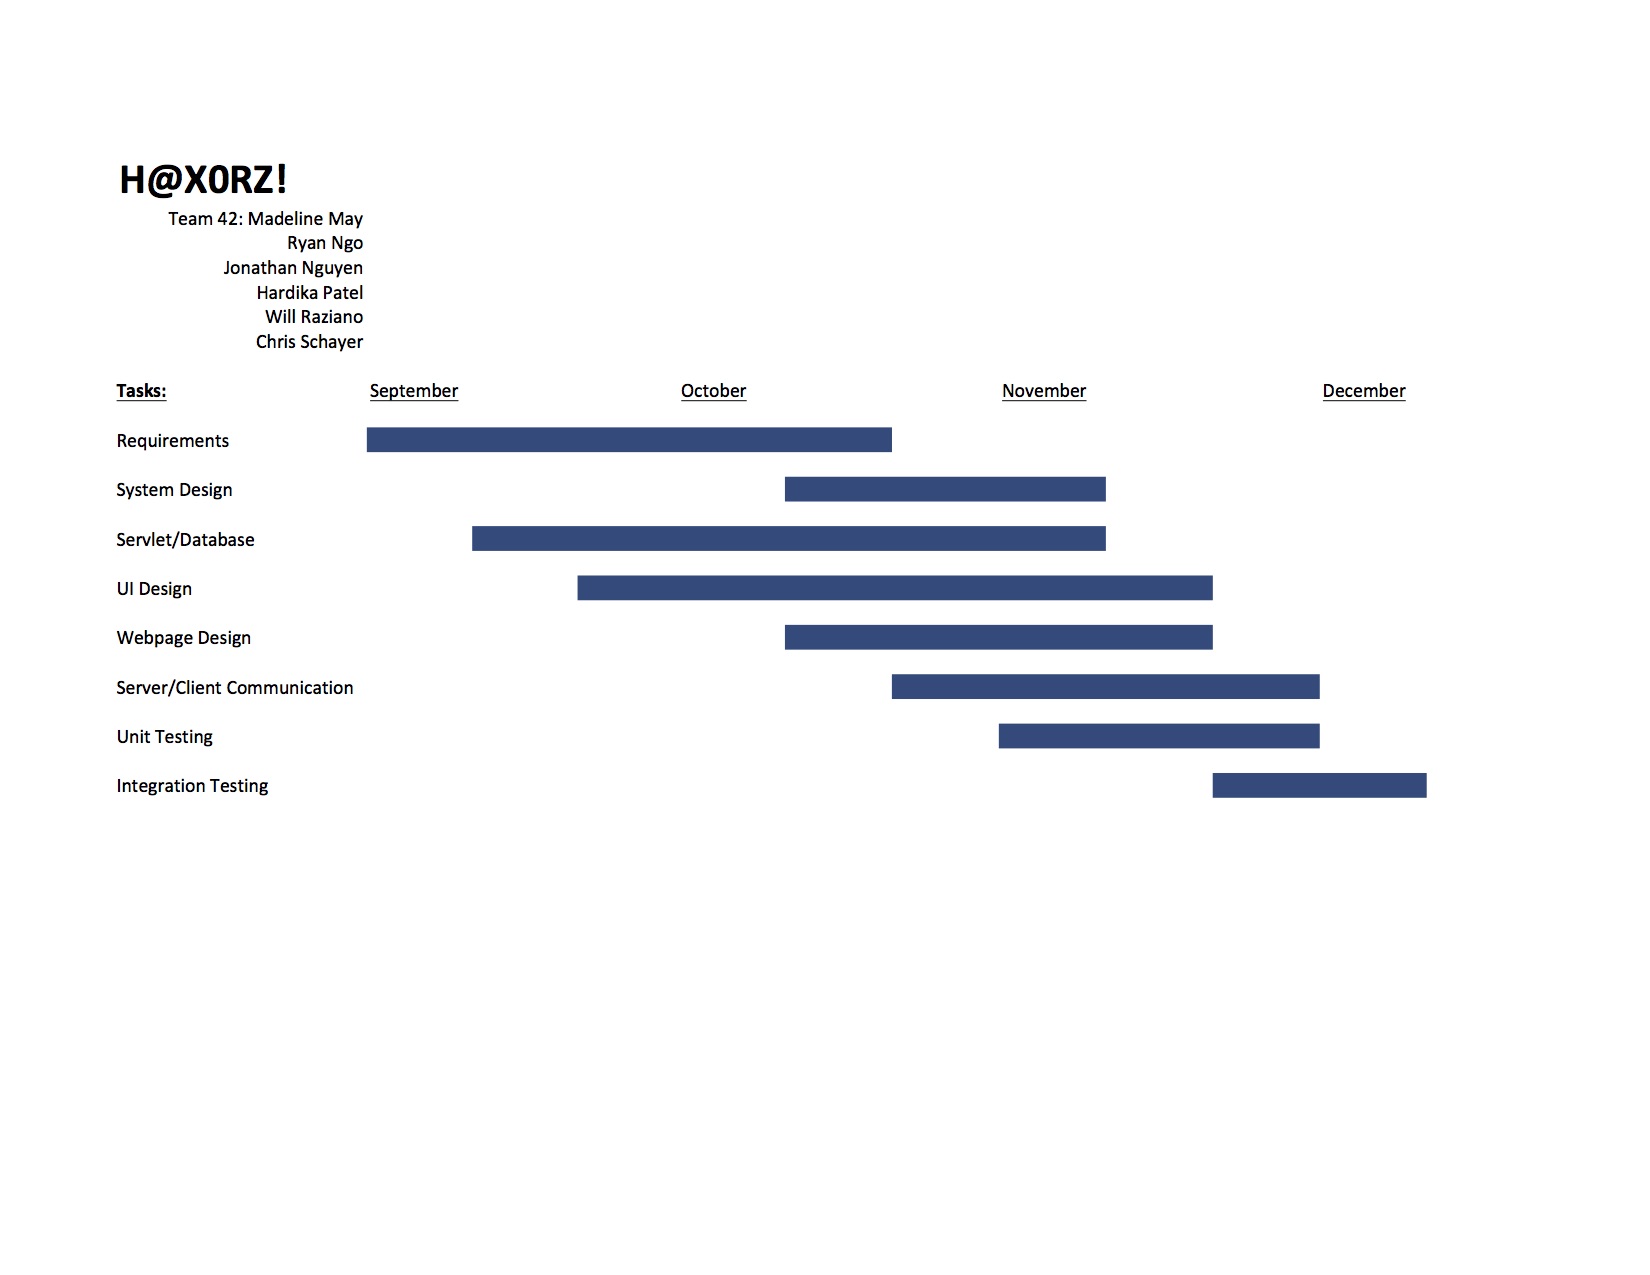 H@X0RZ!
Team 42: Madeline May
Ryan Ngo
Jonathan Nguyen
Hardika Patel
Will Raziano
Chris Schayer
Tasks: September October November December
Requirements
System Design
Servlet/Database
UI Design
Webpage Design
Server/Client Communication
Unit Testing
Integration Testing